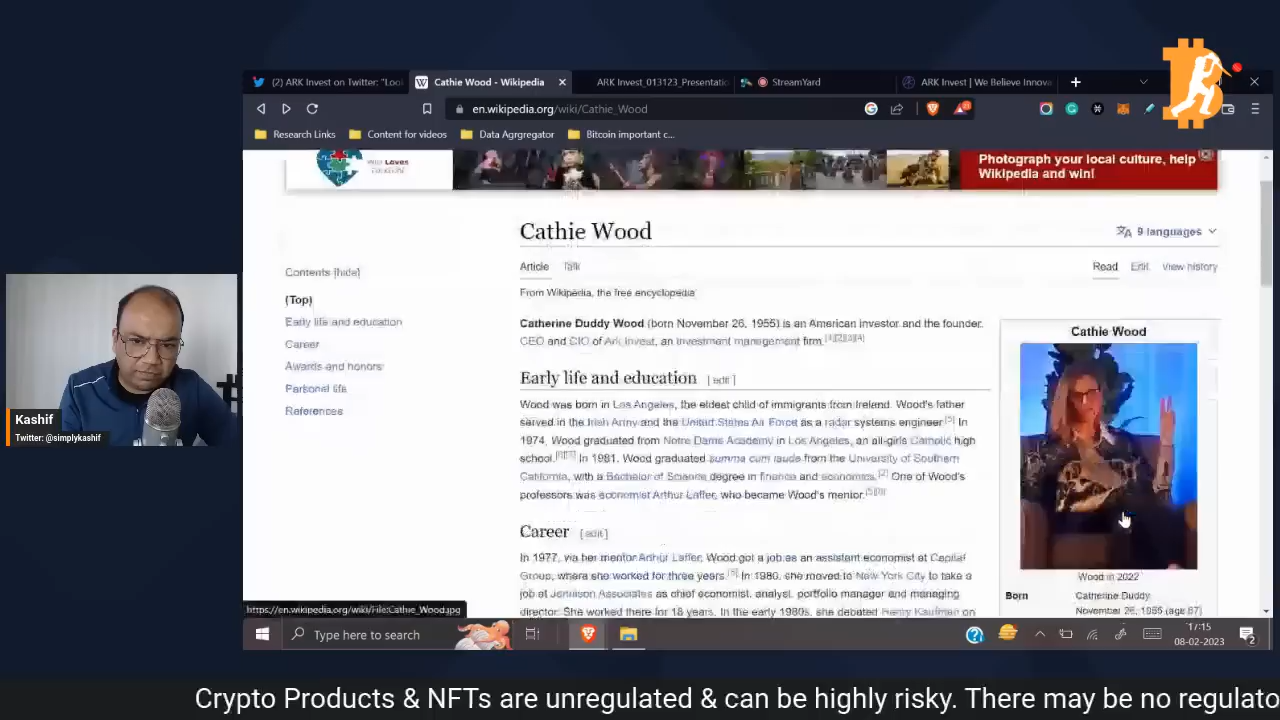 (2) ARK Invest on Twitter: "Lool
Cathie Wood - Wikipedia
ARK Invest_013123_Presentatio
StreamYard
ARK Invest | We Believe Innova
en.wikipedia.org/wiki/Cathie_Wood
Research Links
Content for videos
Data Agrgregator
Bitcoin important c...
Photograph your local culture, help
Wikipedia and win!
Cathie Wood
9 languages
Contents [hide]
Article Talk
Read Edit View history
(Top)
From Wikipedia, the free encyclopedia
Early life and education
Career
Awards and honors
Personal life
References
Catherine Duddy Wood (born November 26, 1955) is an American investor and the founder,
CEO and CIO of Ark Invest, an investment management firm.[1][2][3][4]
Cathie Wood
Early life and education [edit]
Wood was born in Los Angeles, the eldest child of immigrants from Ireland. Wood's father
served in the Irish Army and the United States Air Force as a radar systems engineer.[5] In
1974, Wood graduated from Notre Dame Academy in Los Angeles, an all-girls Catholic high
school. In 1981, Wood graduated summa cum laude from the University of Southern
California, with a Bachelor of Science degree in finance and economics.[2] One of Wood's
professors was economist Arthur Laffer, who became Wood's mentor.
Career [edit]
In 1977, via her mentor Arthur Laffer, Wood got a job as an assistant economist at Capital
Group, where she worked for three years. In 1980, she moved to New York City to take a
job at Jennison Associates as chief economist, analyst, portfolio manager and managing
director. She worked there for 18 years. In the early 1980s, she debated Henry Kaufman on
Wood in 2022
Born
Catherine Duddy
November 26, 1955 (age 67)
https://en.wikipedia.org/wiki/File:Cathie_Wood.jpg
Type here to search
17:15
08-02-2023
2
Kashif
Twitter: @simplykashif
Crypto Products & NFTs are unregulated & can be highly risky. There may be no regulato